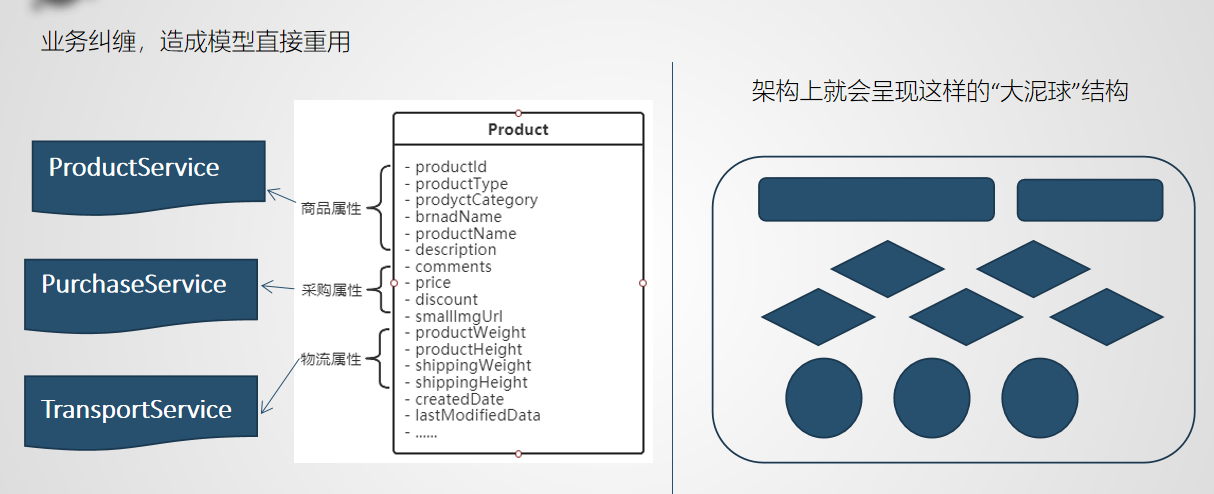 业务纠缠，造成模型直接重用
ProductService
PurchaseService
TransportService
商品属性
采购属性
物流属性
Product
- productId
- productType
- prodyctCategory
- brnadName
- productName
- description
- comments
- price
- discount
- smallImgUrl
- productWeight
- productHeight
- shippingWeight
- shippingHeight
- createdDate
- lastModifiedData
- ......
架构上就会呈现这样的“大泥球”结构